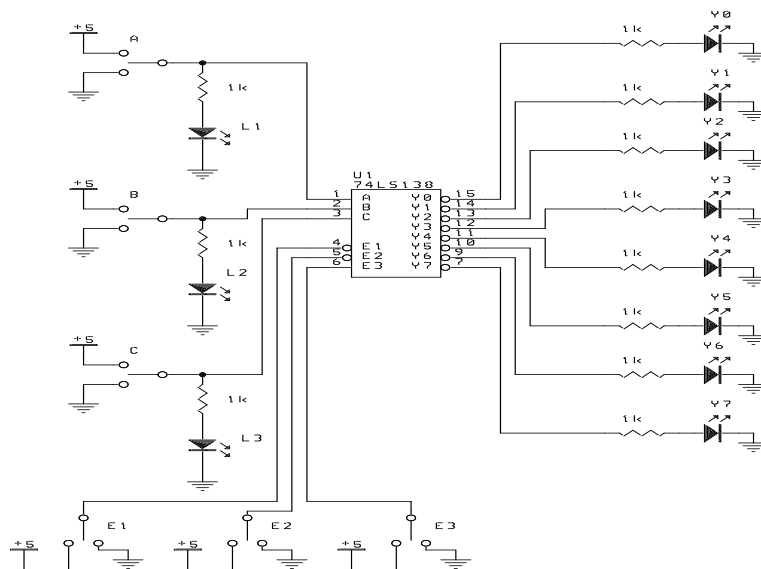 +5
A
1k
L1
+5
B
1k
L2
+5
C
1k
L3
U1
74LS138
1 A Y0 15
2 B Y1 14
3 C Y2 13
Y3 12
Y4 11
4 E1 Y5 10
5 E2 Y6 9
6 E3 Y7 7
1k Y0
1k Y1
1k Y2
1k Y3
1k Y4
1k Y5
1k Y6
1k Y7
E1 E2 E3
+5 +5 +5